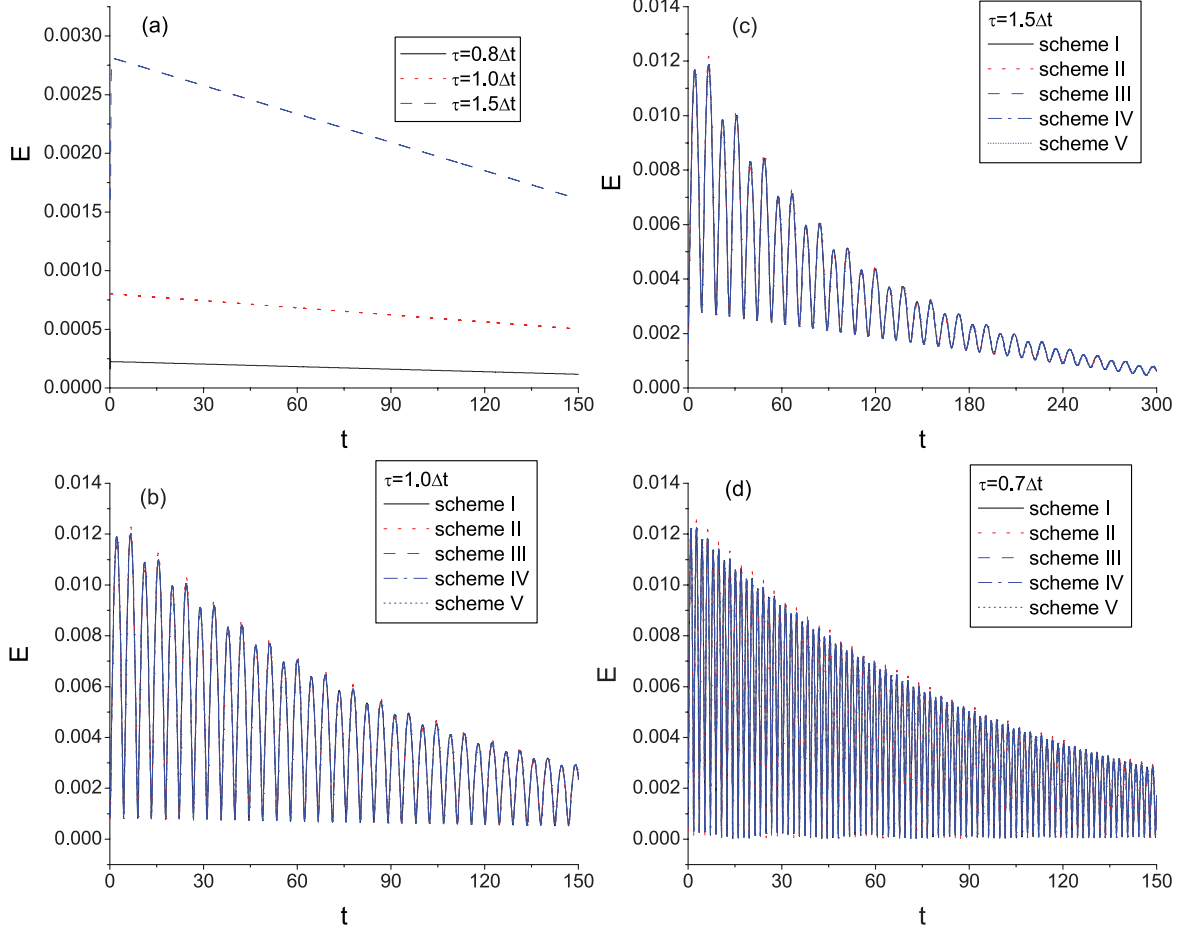 (a)
τ=0.8Δt
τ=1.0Δt
τ=1.5Δt
0.0030
0.0025
0.0020
0.0015
0.0010
0.0005
0.0000
E
0 30 60 90 120 150
t
(c)
τ=1.5Δt
scheme I
scheme II
scheme III
scheme IV
scheme V
0.014
0.012
0.010
0.008
0.006
0.004
0.002
0.000
E
0 60 120 180 240 300
t
(b)
τ=1.0Δt
scheme I
scheme II
scheme III
scheme IV
scheme V
0.014
0.012
0.010
0.008
0.006
0.004
0.002
0.000
E
0 30 60 90 120 150
t
(d)
τ=0.7Δt
scheme I
scheme II
scheme III
scheme IV
scheme V
0.014
0.012
0.010
0.008
0.006
0.004
0.002
0.000
E
0 30 60 90 120 150
t